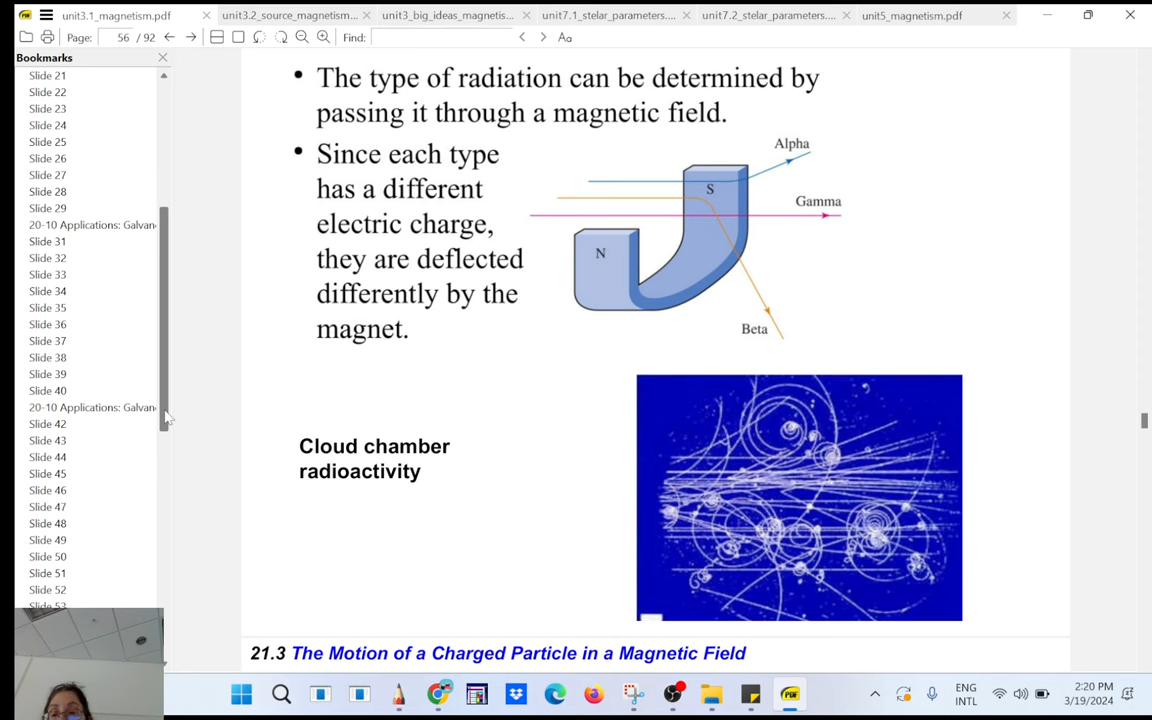 unit3.1_magnetism.pdf
unit3.2_source_magnetism....
unit3_big_ideas_magnetis....
unit7.1_stelar_parameters....
unit7.2_stelar_parameters....
unit5_magnetism.pdf
Page: 56 / 92
Find:
Aa
Bookmarks
Slide 21
Slide 22
Slide 23
Slide 24
Slide 25
Slide 26
Slide 27
Slide 28
Slide 29
20-10 Applications: Galvan
Slide 31
Slide 32
Slide 33
Slide 34
Slide 35
Slide 36
Slide 37
Slide 38
Slide 39
Slide 40
20-10 Applications: Galvan
Slide 42
Slide 43
Slide 44
Slide 45
Slide 46
Slide 47
Slide 48
Slide 49
Slide 50
Slide 51
Slide 52
Slide 53
• The type of radiation can be determined by
passing it through a magnetic field.
• Since each type
has a different
electric charge,
they are deflected
differently by the
magnet.
Alpha
S
Gamma
N
Beta
Cloud chamber
radioactivity
21.3 The Motion of a Charged Particle in a Magnetic Field
PDF
ENG
INTL
2:20 PM
3/19/2024